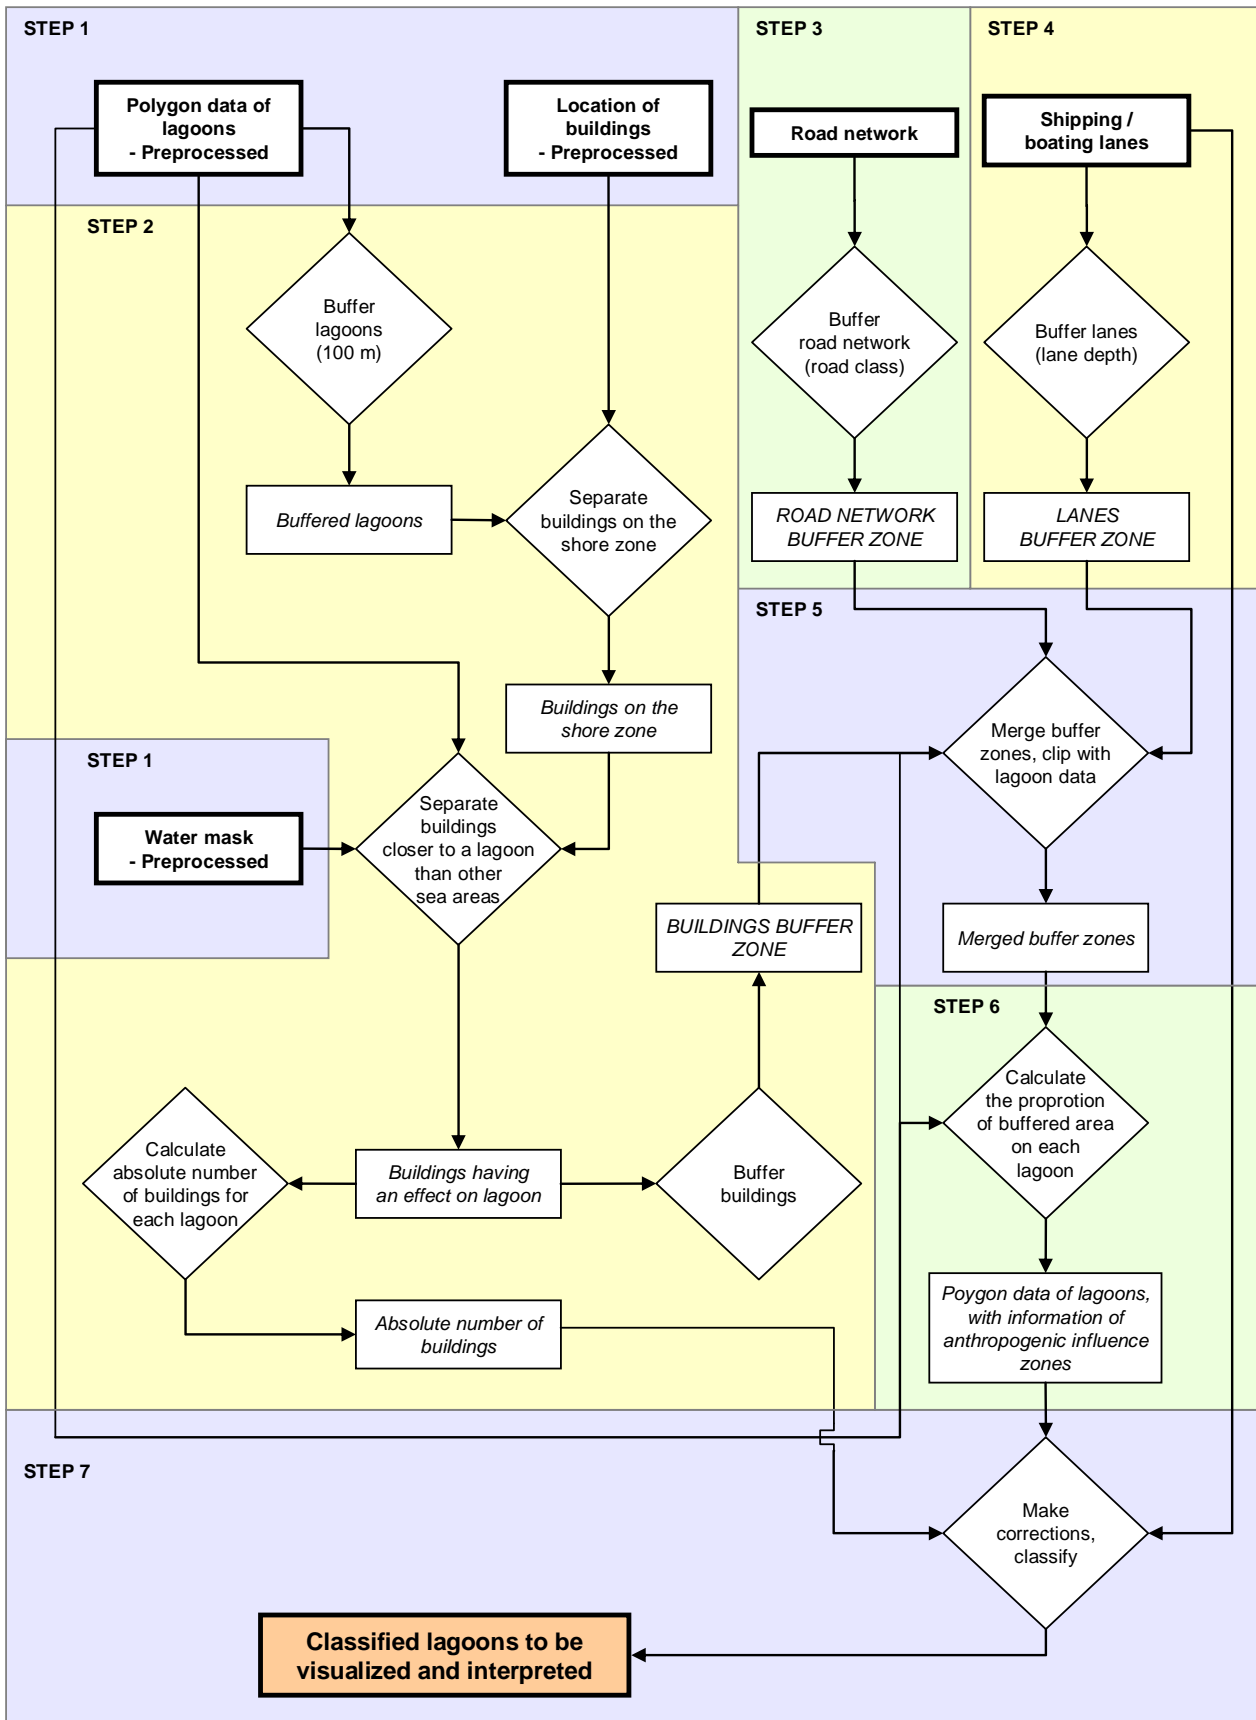 STEP 1
Polygon data of
lagoons
- Preprocessed
Location of
buildings
- Preprocessed
STEP 3
Road network
STEP 4
Shipping /
boating lanes
STEP 2
Buffer
lagoons
(100 m)
Buffer
road network
(road class)
Buffer lanes
(lane depth)
Buffered lagoons
Separate
buildings on the
shore zone
ROAD NETWORK
BUFFER ZONE
LANES
BUFFER ZONE
STEP 5
Buildings on the
shore zone
Merge buffer
zones, clip with
lagoon data
STEP 1
Water mask
- Preprocessed
Separate
buildings
closer to a lagoon
than other
sea areas
BUILDINGS BUFFER
ZONE
Merged buffer zones
STEP 6
Calculate
the proprotion
of buffered area
on each
lagoon
Calculate
absolute number
of buildings for
each lagoon
Buildings having
an effect on lagoon
Buffer
buildings
Absolute number of
buildings
Poygon data of lagoons,
with information of
anthropogenic influence
zones
STEP 7
Make
corrections,
classify
Classified lagoons to be
visualized and interpreted